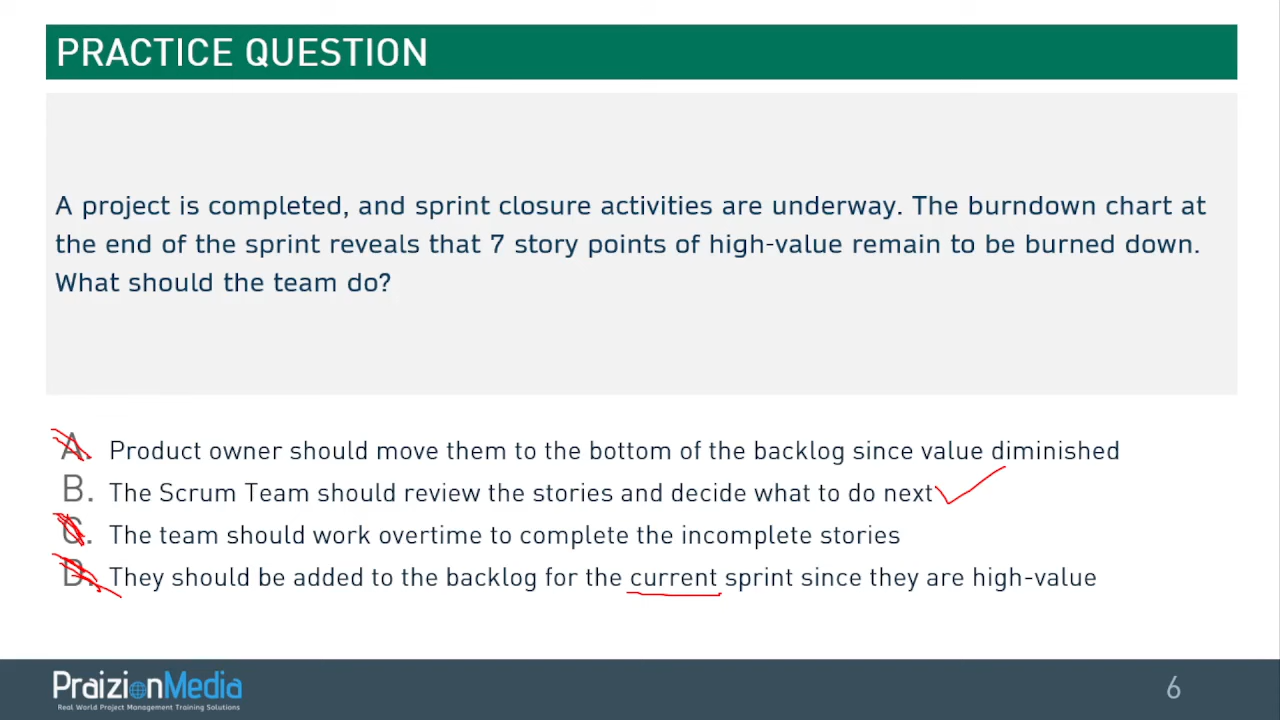 PRACTICE QUESTION
A project is completed, and sprint closure activities are underway. The burndown chart at
the end of the sprint reveals that 7 story points of high-value remain to be burned down.
What should the team do?
A. Product owner should move them to the bottom of the backlog since value diminished
B. The Scrum Team should review the stories and decide what to do next
C. The team should work overtime to complete the incomplete stories
D. They should be added to the backlog for the current sprint since they are high-value
PraizionMedia
Real World Project Management Training Solutions
6